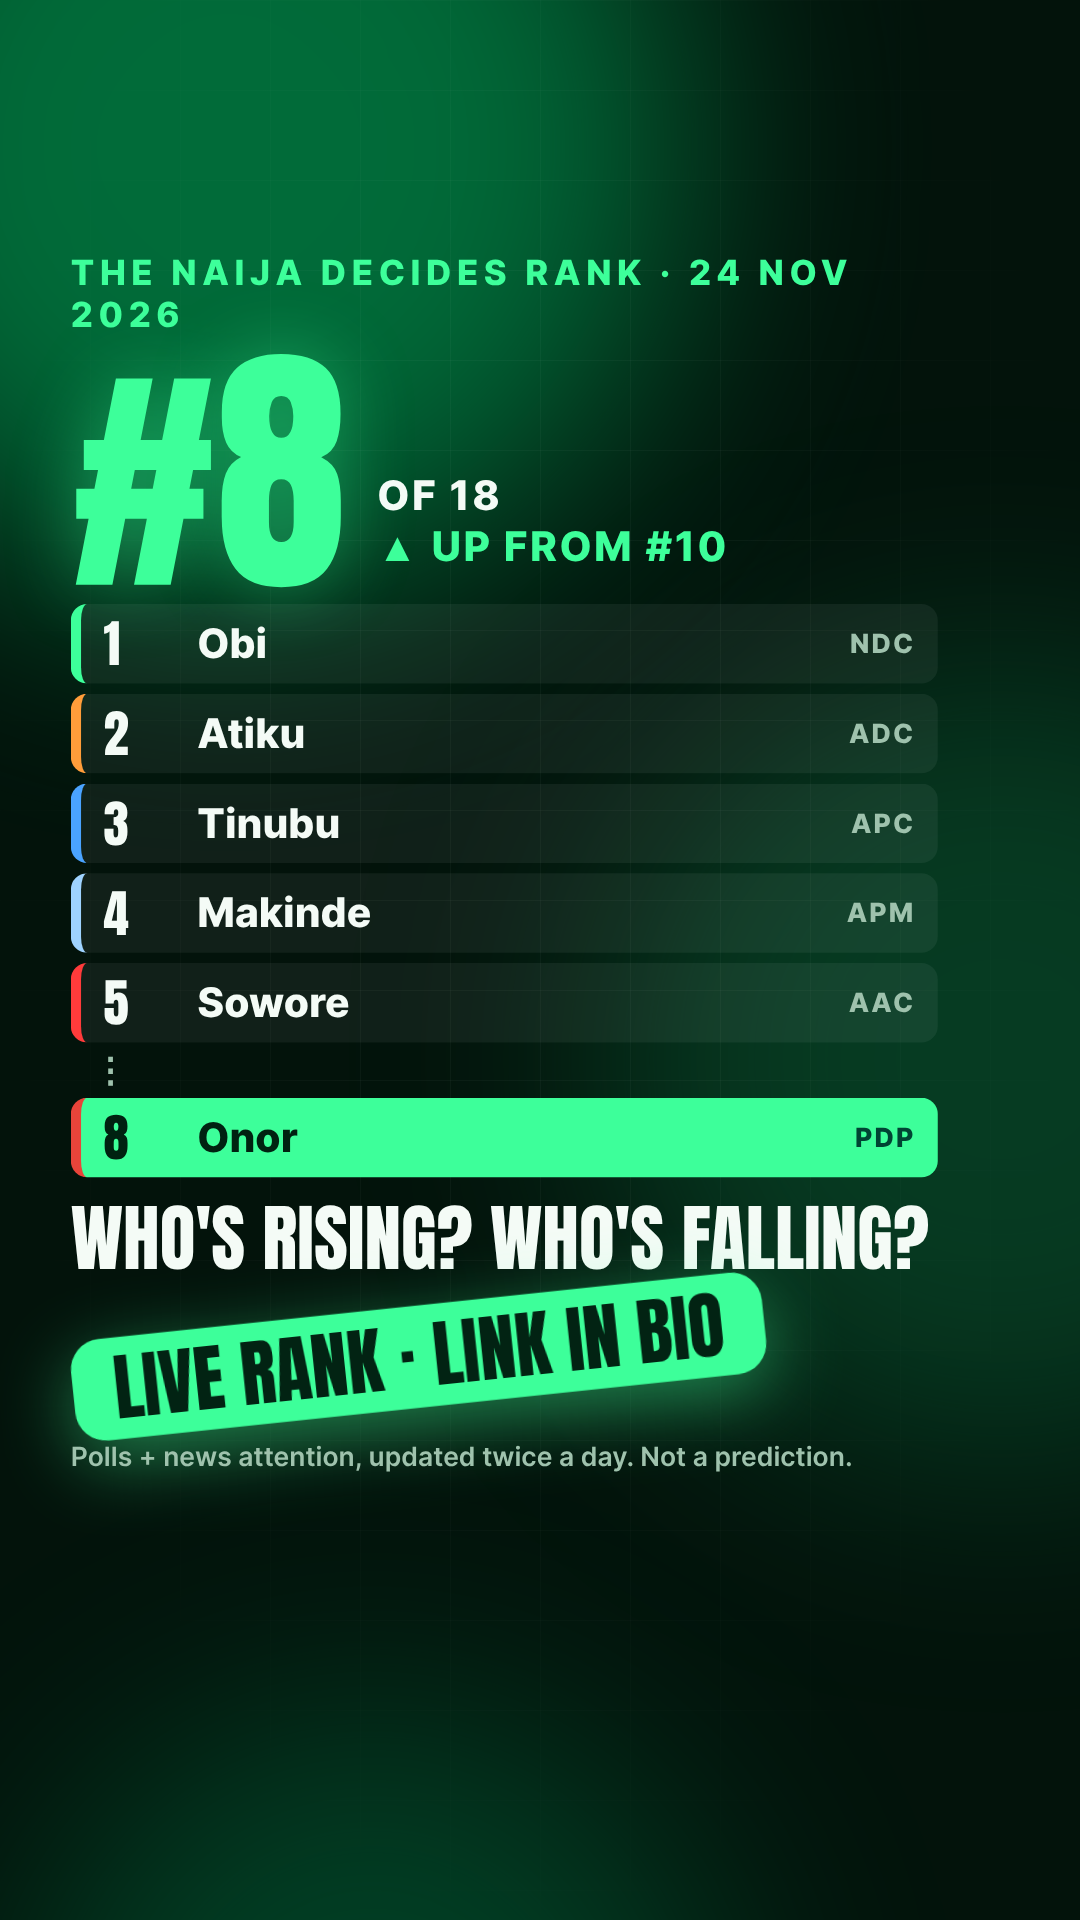 THE NAIJA DECIDES RANK · 24 NOV
2026
#8
OF 18
▲ UP FROM #10
1 Obi NDC
2 Atiku ADC
3 Tinubu APC
4 Makinde APM
5 Sowore AAC
⋮
8 Onor PDP
WHO'S RISING? WHO'S FALLING?
LIVE RANK · LINK IN BIO
Polls + news attention, updated twice a day. Not a prediction.